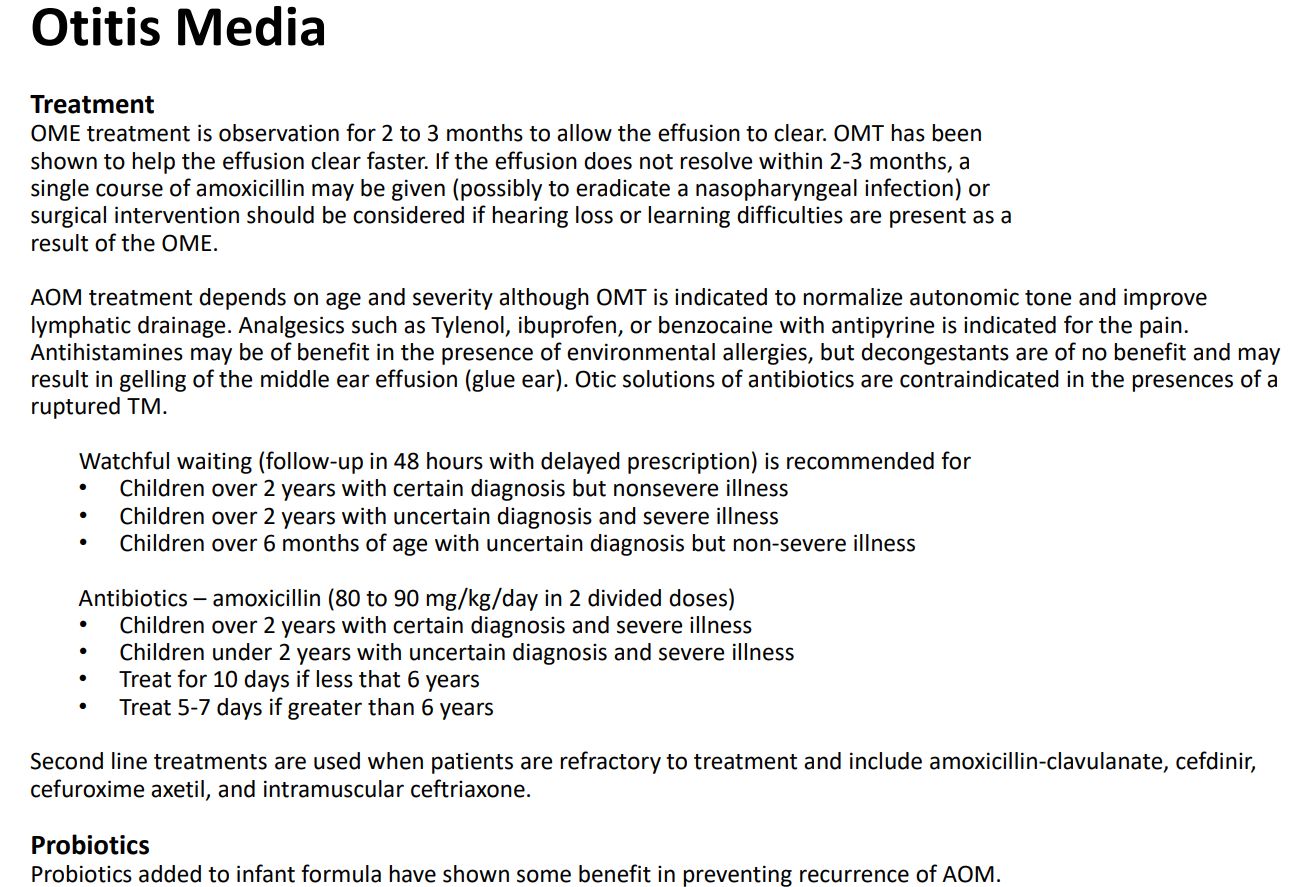 Otitis Media
Treatment
OME treatment is observation for 2 to 3 months to allow the effusion to clear. OMT has been
shown to help the effusion clear faster. If the effusion does not resolve within 2-3 months, a
single course of amoxicillin may be given (possibly to eradicate a nasopharyngeal infection) or
surgical intervention should be considered if hearing loss or learning difficulties are present as a
result of the OME.
AOM treatment depends on age and severity although OMT is indicated to normalize autonomic tone and improve
lymphatic drainage. Analgesics such as Tylenol, ibuprofen, or benzocaine with antipyrine is indicated for the pain.
Antihistamines may be of benefit in the presence of environmental allergies, but decongestants are of no benefit and may
result in gelling of the middle ear effusion (glue ear). Otic solutions of antibiotics are contraindicated in the presences of a
ruptured TM.
Watchful waiting (follow-up in 48 hours with delayed prescription) is recommended for
• Children over 2 years with certain diagnosis but nonsevere illness
• Children over 2 years with uncertain diagnosis and severe illness
• Children over 6 months of age with uncertain diagnosis but non-severe illness
Antibiotics – amoxicillin (80 to 90 mg/kg/day in 2 divided doses)
• Children over 2 years with certain diagnosis and severe illness
• Children under 2 years with uncertain diagnosis and severe illness
• Treat for 10 days if less that 6 years
• Treat 5-7 days if greater than 6 years
Second line treatments are used when patients are refractory to treatment and include amoxicillin-clavulanate, cefdinir,
cefuroxime axetil, and intramuscular ceftriaxone.
Probiotics
Probiotics added to infant formula have shown some benefit in preventing recurrence of AOM.